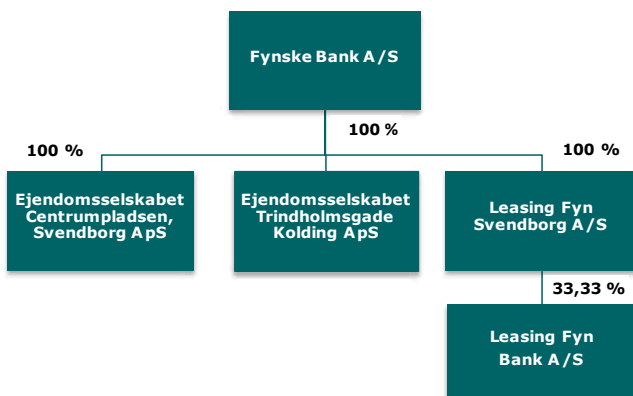 Fynske Bank A/S
100 %
100 %
100 %
Ejendomsselskabet
Centrumpladsen,
Svendborg ApS
Ejendomsselskabet
Trindholmsgade
Kolding ApS
Leasing Fyn
Svendborg A/S
33,33 %
Leasing Fyn
Bank A/S